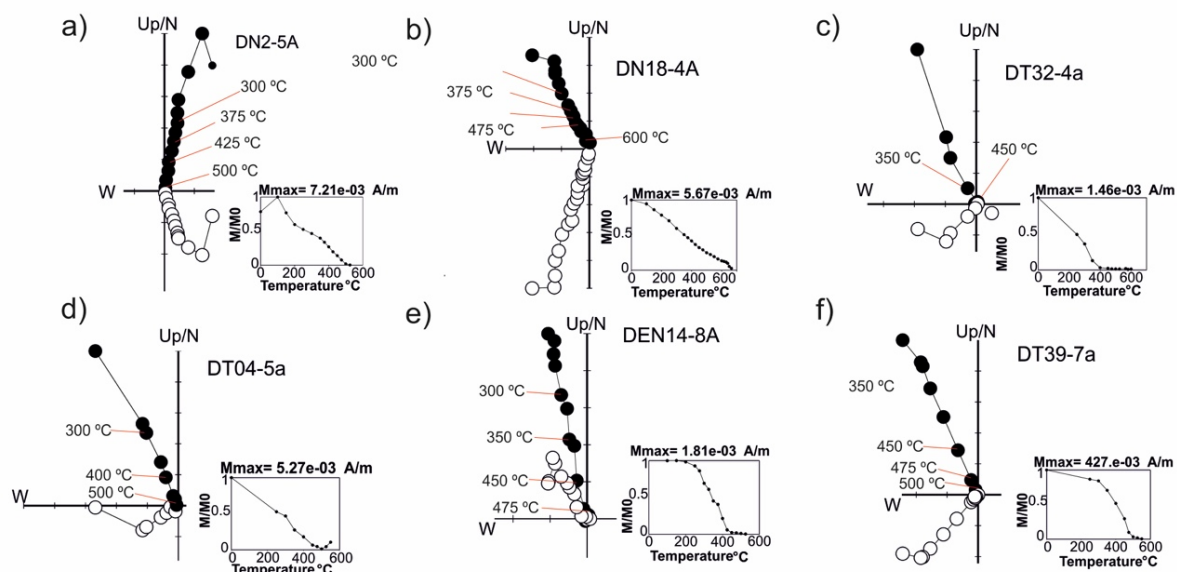 a)
Up/N
DN2-5A
300 ºC
375 ºC
425 ºC
500 ºC
W
Mmax= 7.21e-03 A/m
M/M0
1
0.5
0
0 200 400 600
Temperature°C
b)
Up/N
300 ºC
DN18-4A
375 ºC
475 ºC
600 ºC
W
Mmax= 5.67e-03 A/m
M/M0
1
0.5
0
0 200 400 600
Temperature°C
c)
Up/N
DT32-4a
450 ºC
350 ºC
W
Mmax= 1.46e-03 A/m
M/M0
1
0.5
0
0 200 400 600
Temperature°C
d)
Up/N
DT04-5a
300 ºC
400 ºC
500 ºC
W
Mmax= 5.27e-03 A/m
M/M0
1
0.5
0
0 200 400 600
Temperature°C
e)
Up/N
DEN14-8A
300 ºC
350 ºC
450 ºC
475 ºC
W
Mmax= 1.81e-03 A/m
M/M0
1
0.5
0
0 200 400 600
Temperature°C
f)
Up/N
DT39-7a
350 ºC
450 ºC
475 ºC
500 ºC
W
Mmax= 427.e-03 A/m
M/M0
1
0.5
0
0 200 400 600
Temperature°C